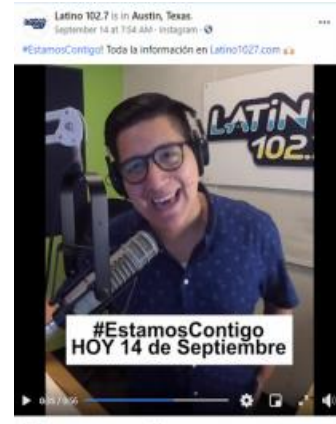 Latino 102.7 is in Austin, Texas.
September 14 at 7:54 AM · Instagram ·
#EstamosContigo! Toda la información en Latino1027.com
LATINO
102.
#EstamosContigo
HOY 14 de Septiembre